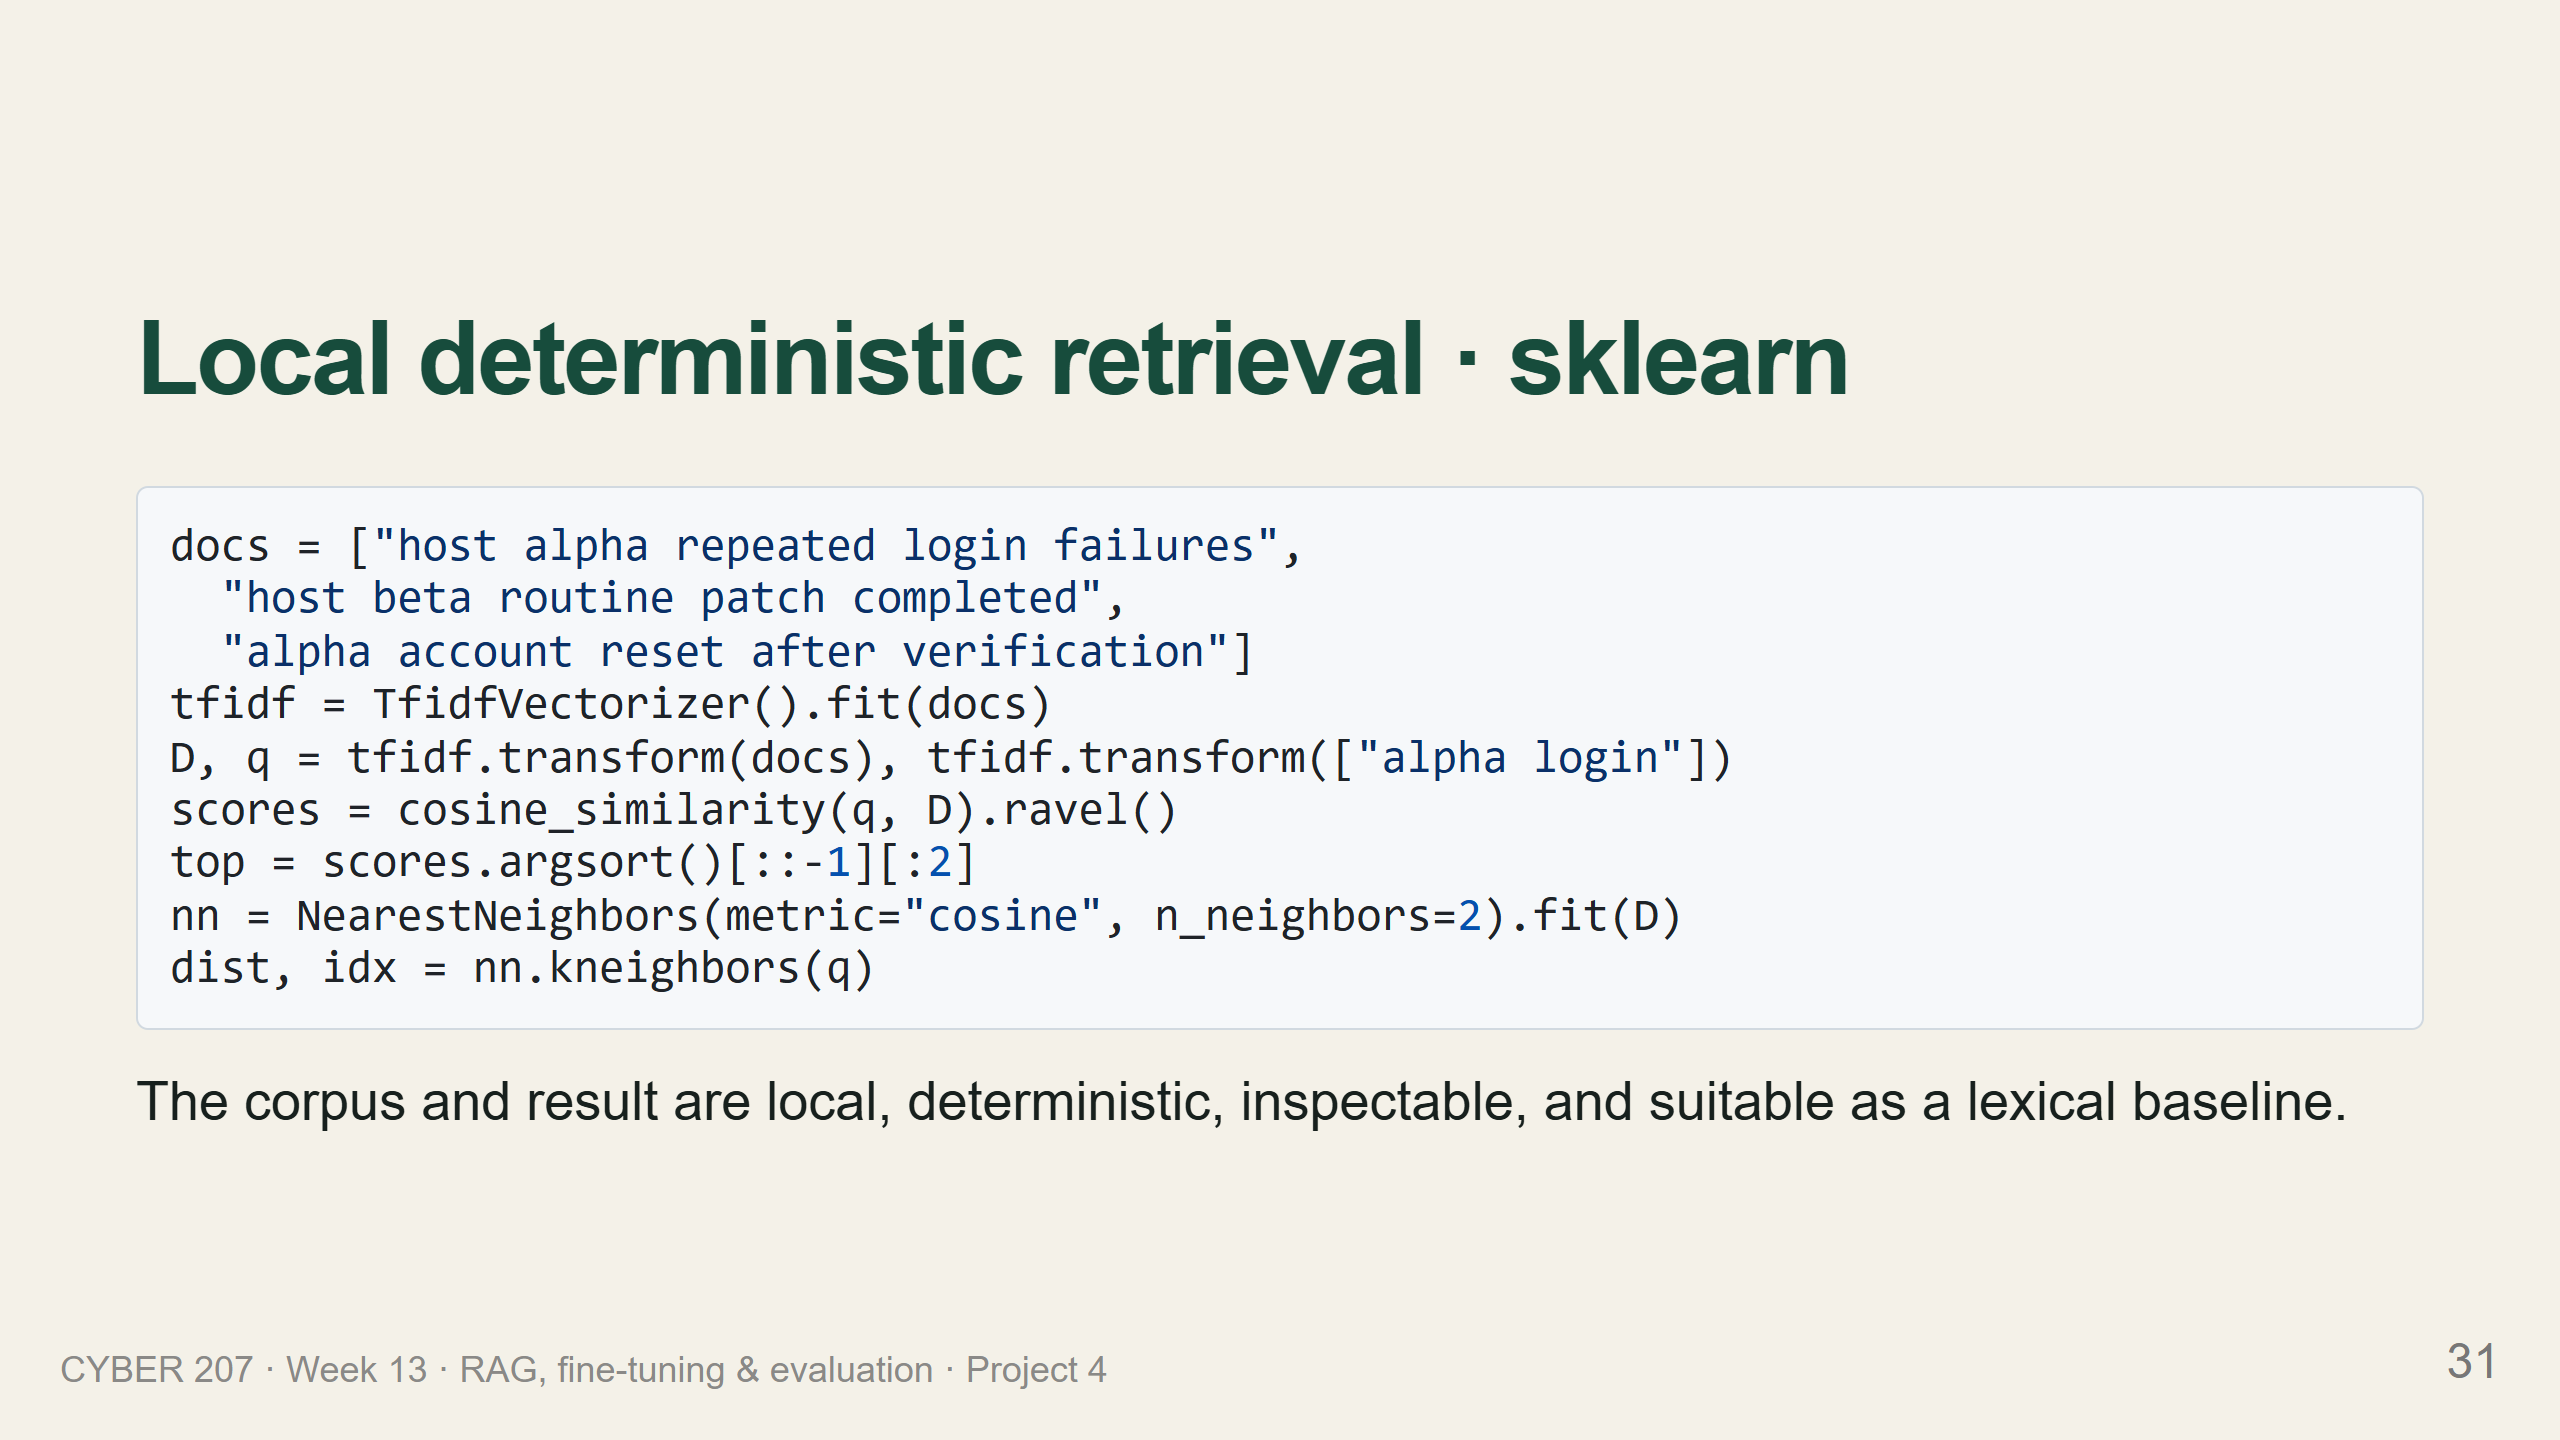 Local deterministic retrieval · sklearn
docs = ["host alpha repeated login failures",
  "host beta routine patch completed",
  "alpha account reset after verification"]
tfidf = TfidfVectorizer().fit(docs)
D, q = tfidf.transform(docs), tfidf.transform(["alpha login"])
scores = cosine_similarity(q, D).ravel()
top = scores.argsort()[::-1][:2]
nn = NearestNeighbors(metric="cosine", n_neighbors=2).fit(D)
dist, idx = nn.kneighbors(q)
The corpus and result are local, deterministic, inspectable, and suitable as a lexical baseline.
CYBER 207 · Week 13 · RAG, fine-tuning & evaluation · Project 4
31